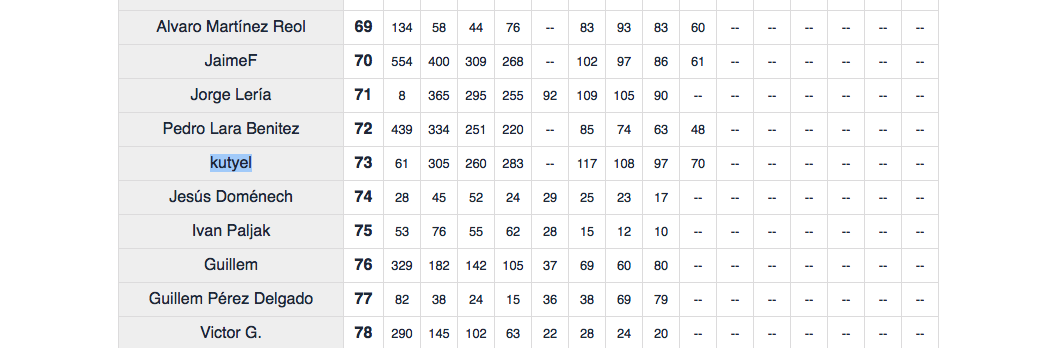 Alvaro Martínez Reol 69 134 58 44 76 -- 83 93 83 60 -- -- -- -- -- --
JaimeF 70 554 400 309 268 -- 102 97 86 61 -- -- -- -- -- --
Jorge Lería 71 8 365 295 255 92 109 105 90 -- -- -- -- -- -- --
Pedro Lara Benitez 72 439 334 251 220 -- 85 74 63 48 -- -- -- -- -- --
kutyel 73 61 305 260 283 -- 117 108 97 70 -- -- -- -- -- --
Jesús Doménech 74 28 45 52 24 29 25 23 17 -- -- -- -- -- -- --
Ivan Paljak 75 53 76 55 62 28 15 12 10 -- -- -- -- -- -- --
Guillem 76 329 182 142 105 37 69 60 80 -- -- -- -- -- -- --
Guillem Pérez Delgado 77 82 38 24 15 36 38 69 79 -- -- -- -- -- -- --
Victor G. 78 290 145 102 63 22 28 24 20 -- -- -- -- -- -- --